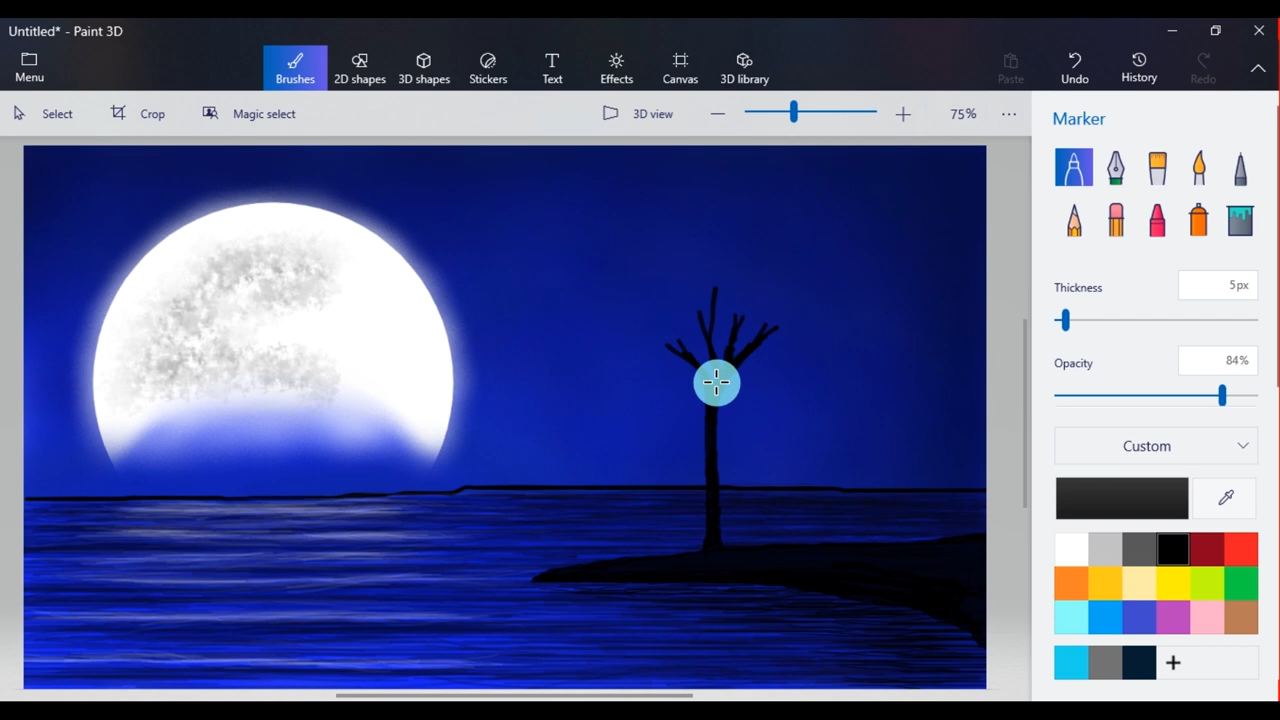 Untitled* - Paint 3D
Menu
Brushes
2D shapes
3D shapes
Stickers
Text
Effects
Canvas
3D library
Paste
Undo
History
Redo
Select
Crop
Magic select
3D view
75%
Marker
Thickness
5px
Opacity
84%
Custom